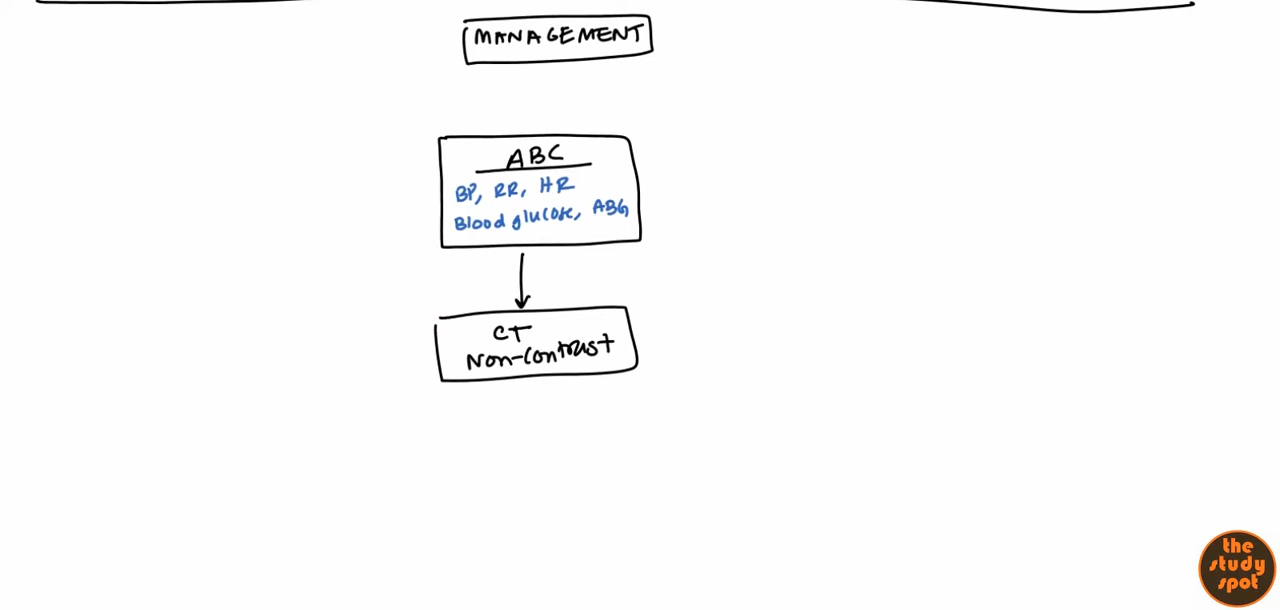 MANAGEMENT
ABC
BP, RR, HR
Blood glucose, ABG
CT
Non-Contrast
the
study
spot